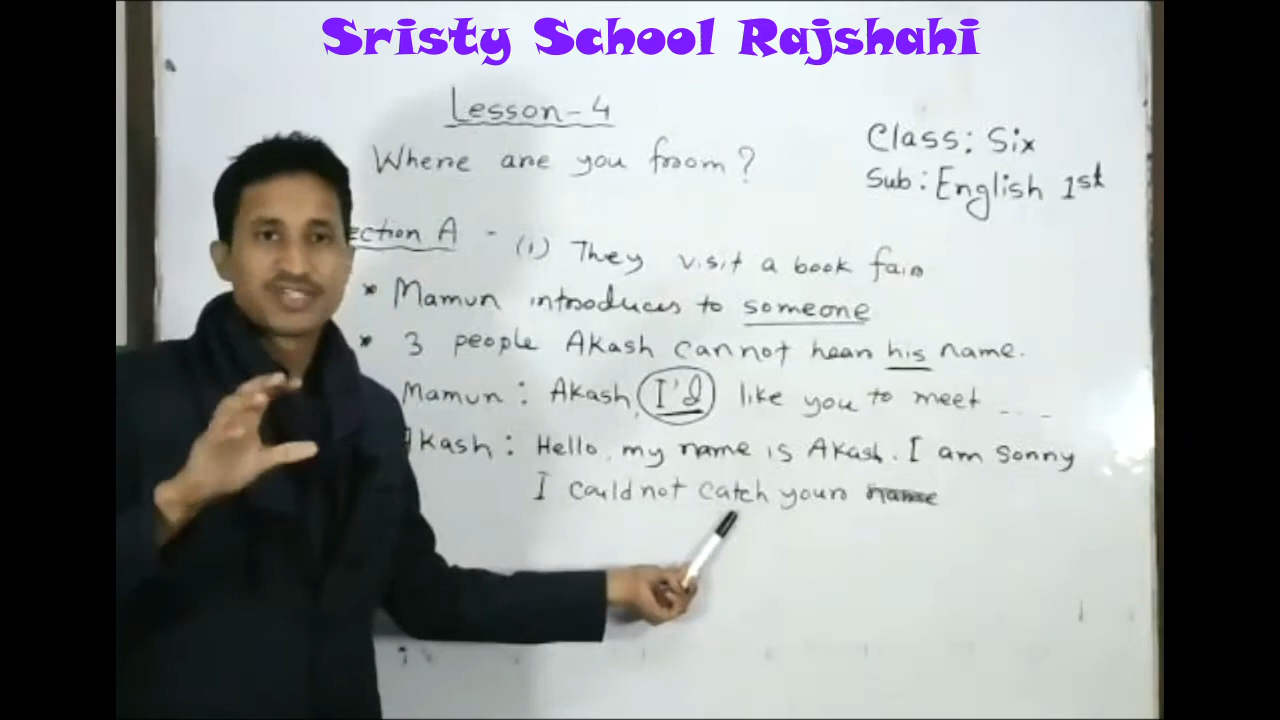 Sristy School Rajshahi
Lesson-4
Class: Six
Where are you from?
Sub: English 1st
ection A - (i) They visit a book fair
* Mamun introduces to someone
* 3 people Akash cannot hear his name.
Mamun: Akash, I'd like you to meet ....
Akash: Hello, my name is Akash. I am sorry
I could not catch your name